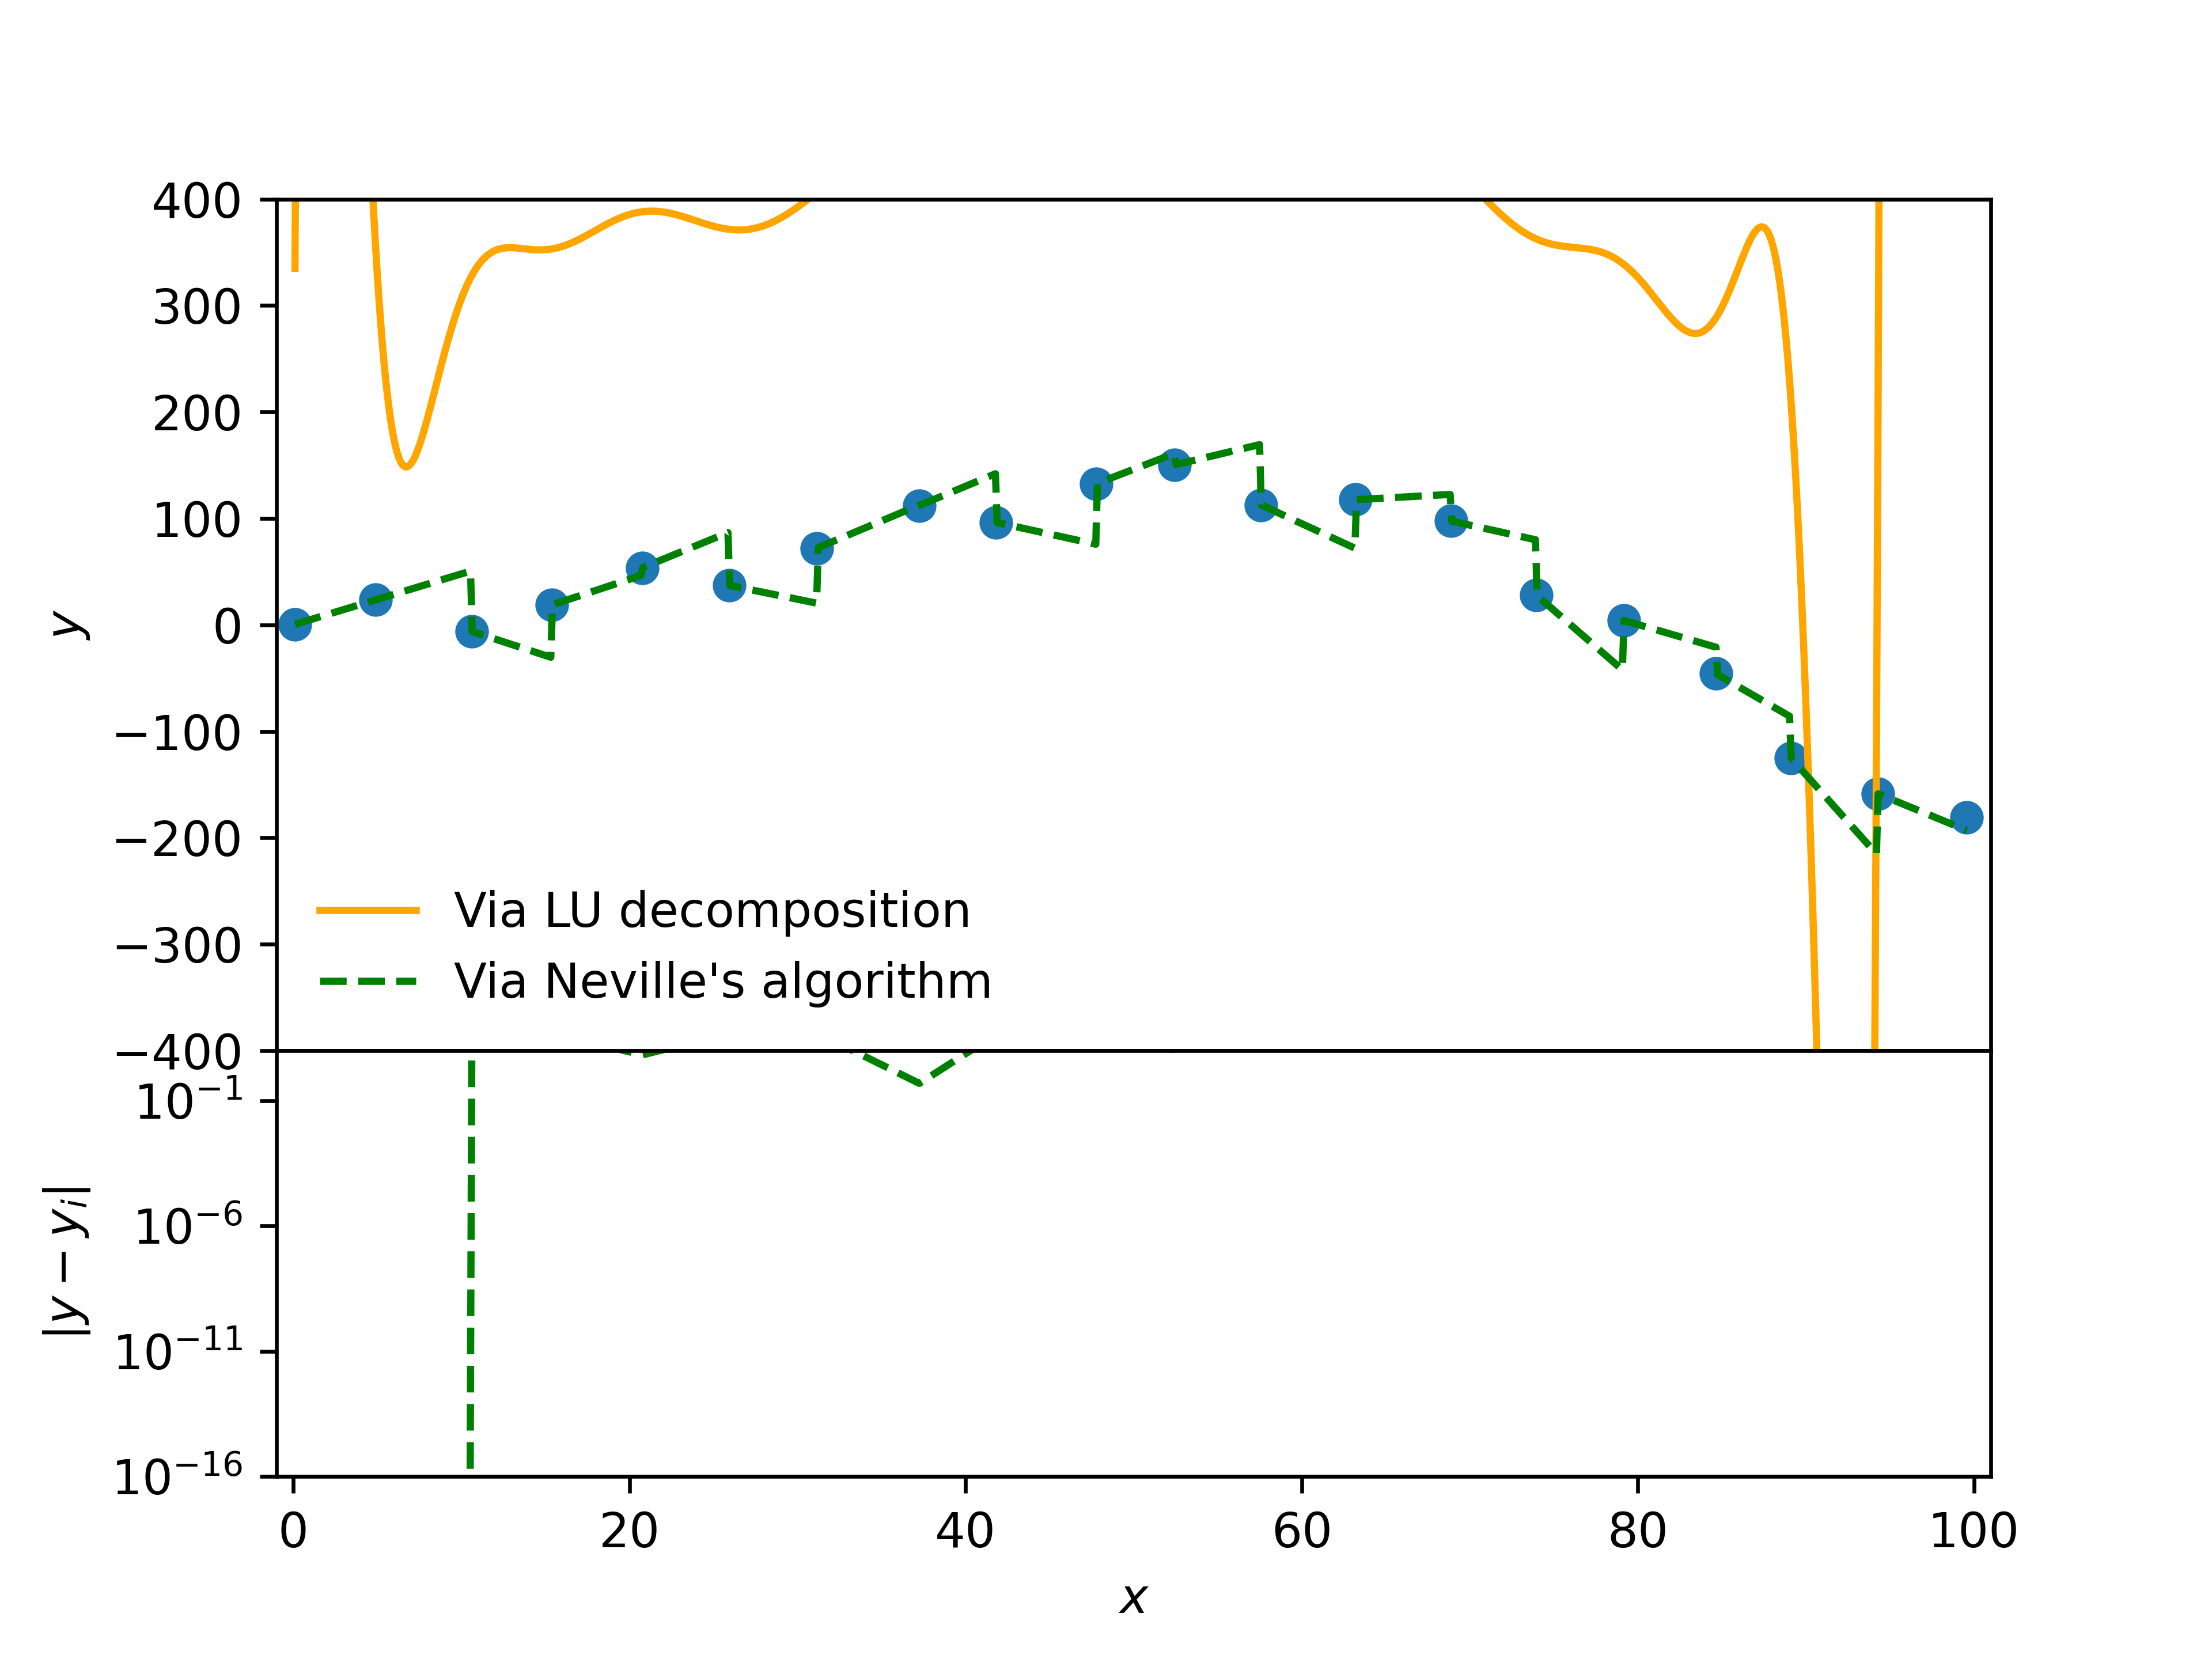 400
300
200
100
0
−100
−200
−300
−400
y
Via LU decomposition
Via Neville's algorithm
10⁻¹
10⁻⁶
10⁻¹¹
10⁻¹⁶
|y − yᵢ|
0 20 40 60 80 100
x